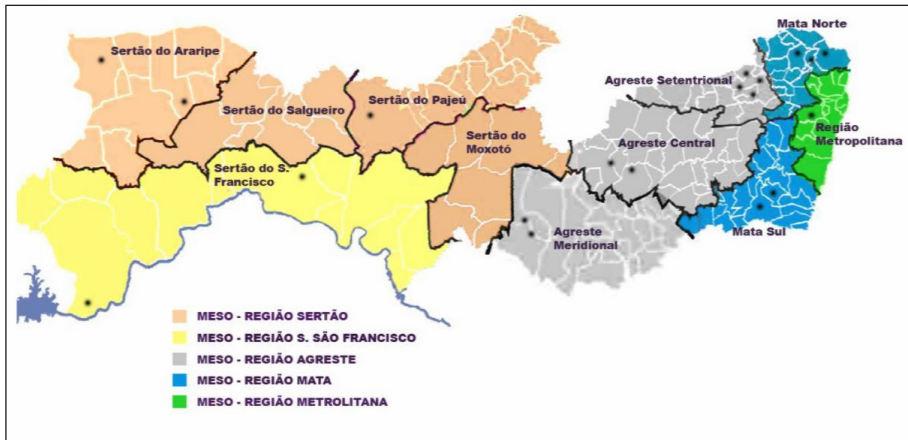 Mata Norte
Sertão do Araripe
Agreste Setentrional
Sertão do Pajeú
Sertão do Salgueiro
Sertão do
Moxotó
Região
Metropolitana
Agreste Central
Sertão do S.
Francisco
Agreste
Meridional
Mata Sul
MESO - REGIÃO SERTÃO
MESO - REGIÃO S. SÃO FRANCISCO
MESO - REGIÃO AGRESTE
MESO - REGIÃO MATA
MESO - REGIÃO METROLITANA